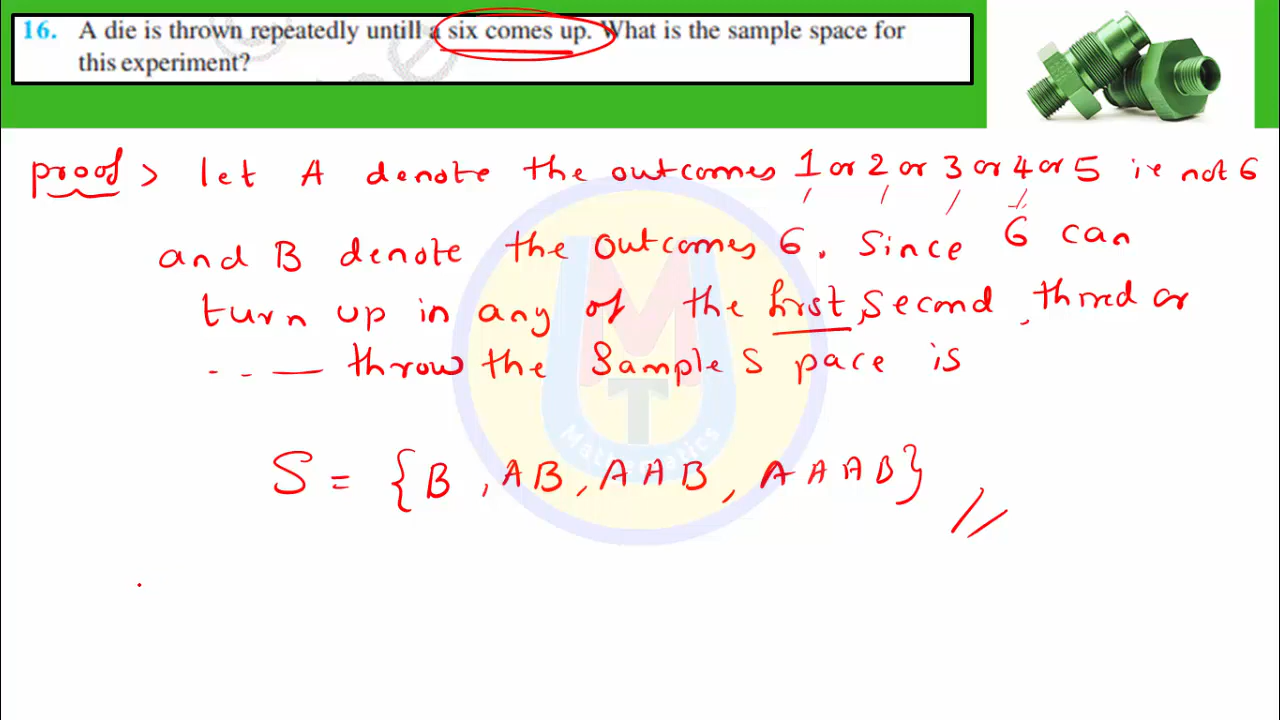 16. A die is thrown repeatedly untill a six comes up. What is the sample space for
this experiment?
proof > let A denote the outcomes 1 or 2 or 3 or 4 or 5 i.e not 6
and B denote the outcomes 6. Since 6 can
turn up in any of the first, second, thired or
.. — throw the Sample Space is
S = {B, AB, AAB, AAAB}
MT
Mathematics